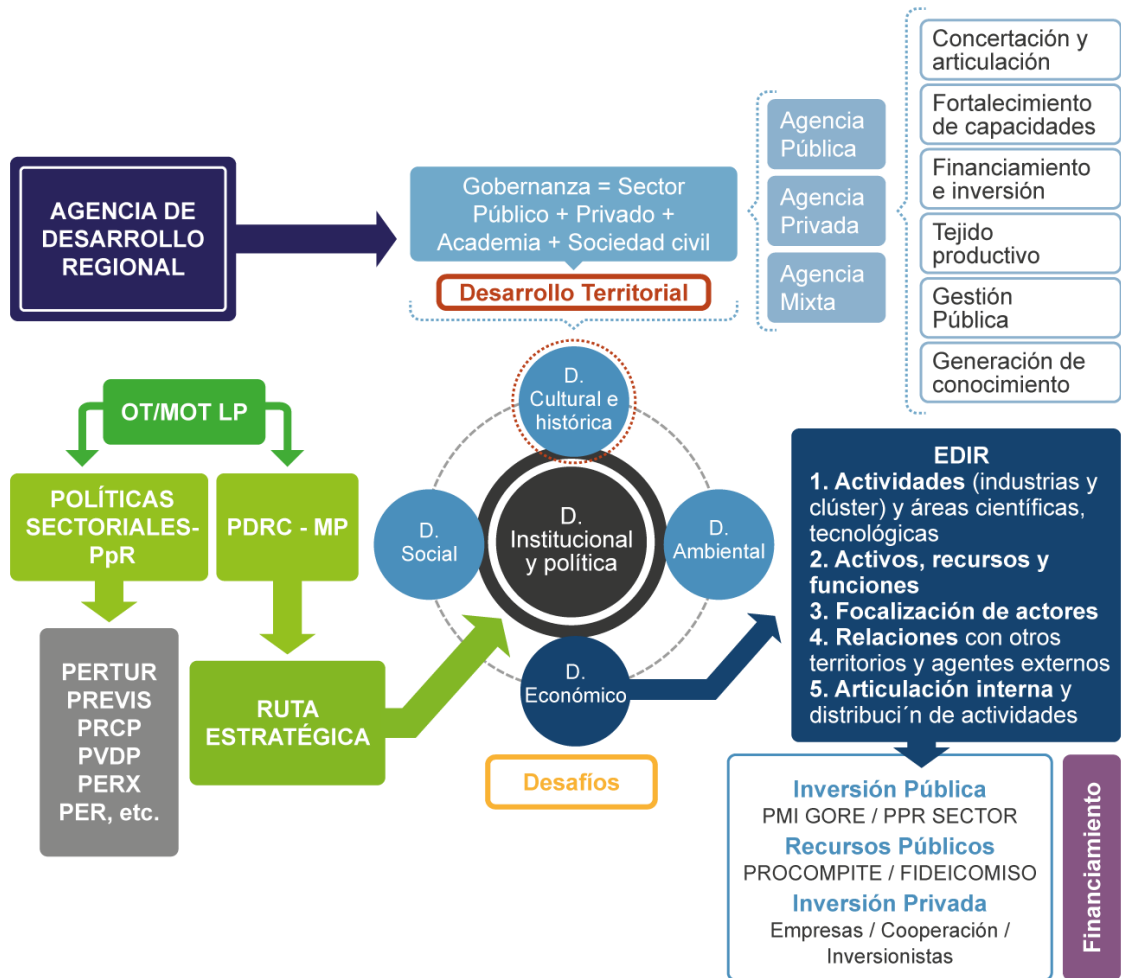 AGENCIA DE
DESARROLLO
REGIONAL
Gobernanza = Sector
Público + Privado +
Academia + Sociedad civil
Desarrollo Territorial
Agencia
Pública
Agencia
Privada
Agencia
Mixta
Concertación y
articulación
Fortalecimiento
de capacidades
Financiamiento
e inversión
Tejido
productivo
Gestión
Pública
Generación de
conocimiento
OT/MOT LP
POLÍTICAS
SECTORIALES-
PpR
PDRC - MP
PERTUR
PREVIS
PRCP
PVDP
PERX
PER, etc.
RUTA
ESTRATÉGICA
D.
Cultural e
histórica
D.
Social
D.
Institucional
y política
D.
Ambiental
D.
Económico
Desafíos
EDIR
1. Actividades (industrias y
clúster) y áreas científicas,
tecnológicas
2. Activos, recursos y
funciones
3. Focalización de actores
4. Relaciones con otros
territorios y agentes externos
5. Articulación interna y
distribuci´n de actividades
Inversión Pública
PMI GORE / PPR SECTOR
Recursos Públicos
PROCOMPITE / FIDEICOMISO
Inversión Privada
Empresas / Cooperación /
Inversionistas
Financiamiento